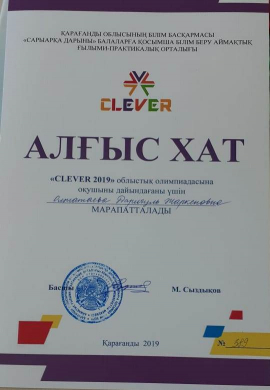 ҚАРАҒАНДЫ ОБЛЫСЫНЫҢ БІЛІМ БАСҚАРМАСЫ
«САРЫАРҚА ДАРЫНЫ» БАЛАЛАРҒА ҚОСЫМША БІЛІМ БЕРУ АЙМАҚТЫҚ
ҒЫЛЫМИ-ПРАКТИКАЛЫҚ ОРТАЛЫҒЫ
CLEVER
АЛҒЫС ХАТ
«CLEVER 2019» облыстық олимпиадасына
оқушыны дайындағаны үшін
МАРАПАТТАЛАДЫ
Басшы
М. Сыздықов
Қарағанды 2019
№ 389